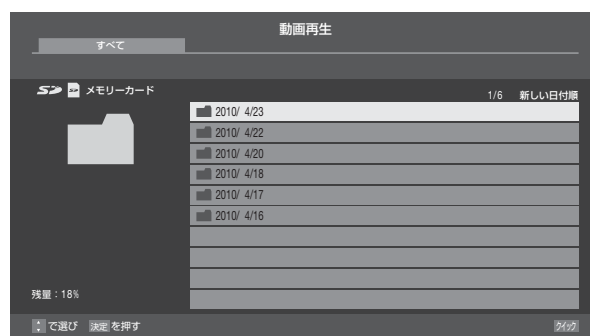 動画再生
すべて
SD SD メモリーカード
1/6 新しい日付順
2010/ 4/23
2010/ 4/22
2010/ 4/20
2010/ 4/18
2010/ 4/17
2010/ 4/16
残量：18%
で選び 決定 を押す
クイック